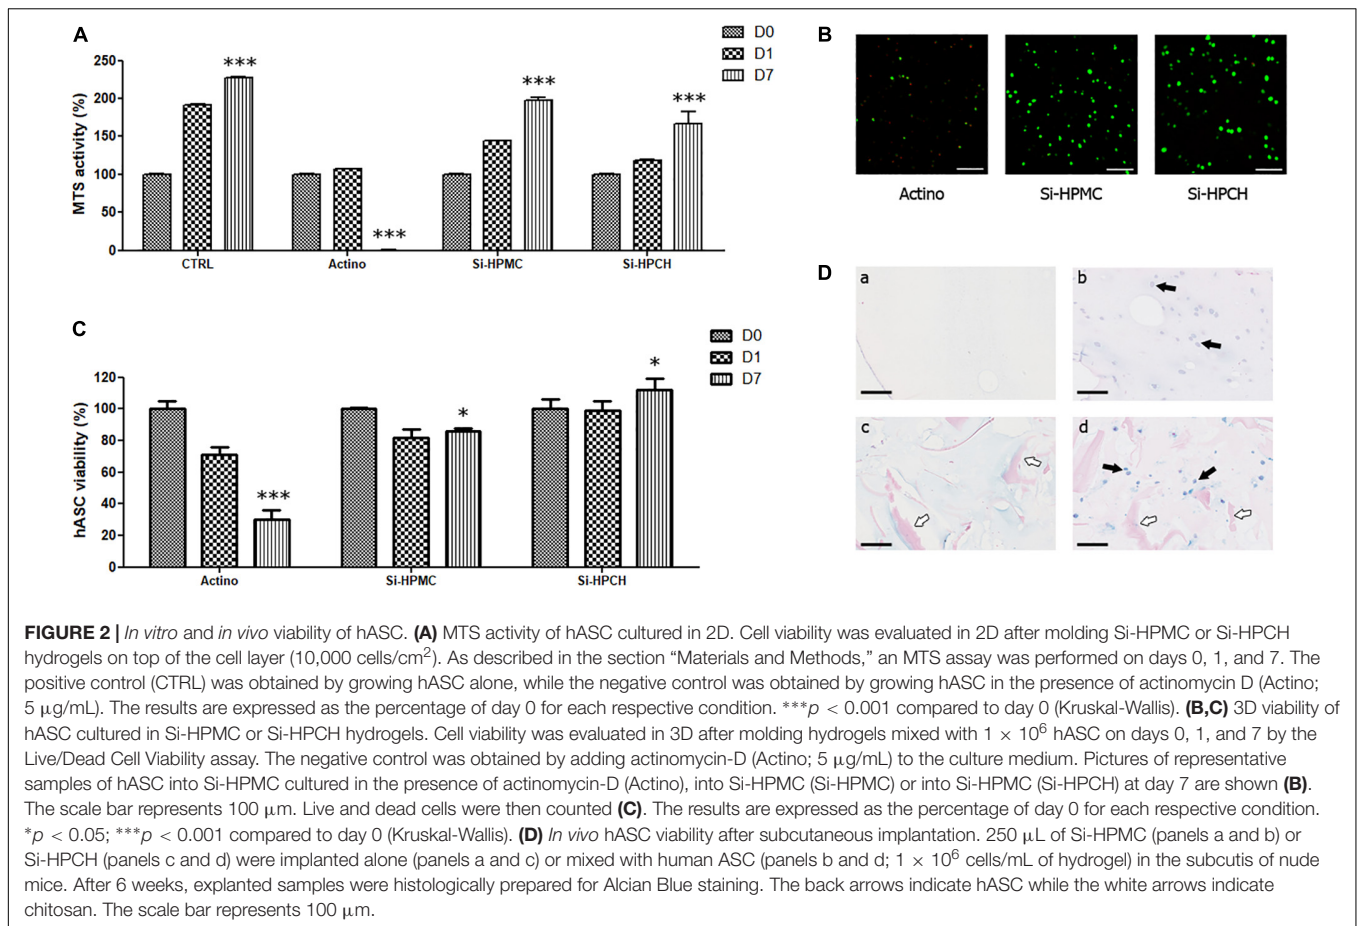 A
D0
D1
D7
MTS activity (%)
250
200
150
100
50
0
***
***
***
***
CTRL
Actino
Si-HPMC
Si-HPCH
B
Actino
Si-HPMC
Si-HPCH
C
D0
D1
D7
hASC viability (%)
120
100
80
60
40
20
0
***
*
*
Actino
Si-HPMC
Si-HPCH
D
a
b
c
d
FIGURE 2 | In vitro and in vivo viability of hASC. (A) MTS activity of hASC cultured in 2D. Cell viability was evaluated in 2D after molding Si-HPMC or Si-HPCH
hydrogels on top of the cell layer (10,000 cells/cm²). As described in the section “Materials and Methods,” an MTS assay was performed on days 0, 1, and 7. The
positive control (CTRL) was obtained by growing hASC alone, while the negative control was obtained by growing hASC in the presence of actinomycin D (Actino;
5 μg/mL). The results are expressed as the percentage of day 0 for each respective condition. ***p < 0.001 compared to day 0 (Kruskal-Wallis). (B,C) 3D viability of
hASC cultured in Si-HPMC or Si-HPCH hydrogels. Cell viability was evaluated in 3D after molding hydrogels mixed with 1 × 10⁶ hASC on days 0, 1, and 7 by the
Live/Dead Cell Viability assay. The negative control was obtained by adding actinomycin-D (Actino; 5 μg/mL) to the culture medium. Pictures of representative
samples of hASC into Si-HPMC cultured in the presence of actinomycin-D (Actino), into Si-HPMC (Si-HPMC) or into Si-HPMC (Si-HPCH) at day 7 are shown (B).
The scale bar represents 100 μm. Live and dead cells were then counted (C). The results are expressed as the percentage of day 0 for each respective condition.
*p < 0.05; ***p < 0.001 compared to day 0 (Kruskal-Wallis). (D) In vivo hASC viability after subcutaneous implantation. 250 μL of Si-HPMC (panels a and b) or
Si-HPCH (panels c and d) were implanted alone (panels a and c) or mixed with human ASC (panels b and d; 1 × 10⁶ cells/mL of hydrogel) in the subcutis of nude
mice. After 6 weeks, explanted samples were histologically prepared for Alcian Blue staining. The back arrows indicate hASC while the white arrows indicate
chitosan. The scale bar represents 100 μm.